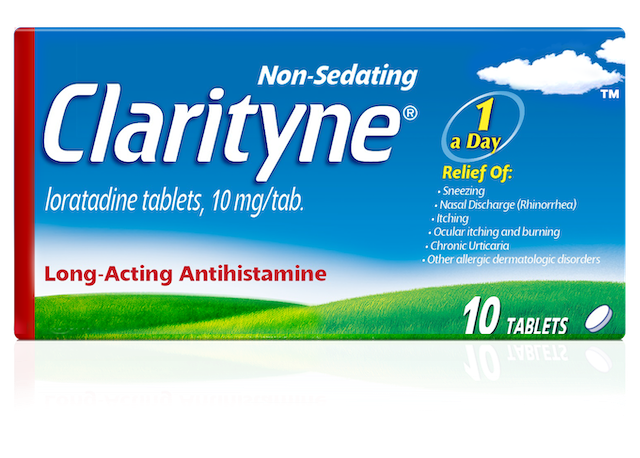 Non-Sedating
Clarityne®
loratadine tablets, 10 mg/tab.
Long-Acting Antihistamine
™
1
a Day
Relief Of:
• Sneezing
• Nasal Discharge (Rhinorrhea)
• Itching
• Ocular itching and burning
• Chronic Urticaria
• Other allergic dermatologic disorders
10 TABLETS